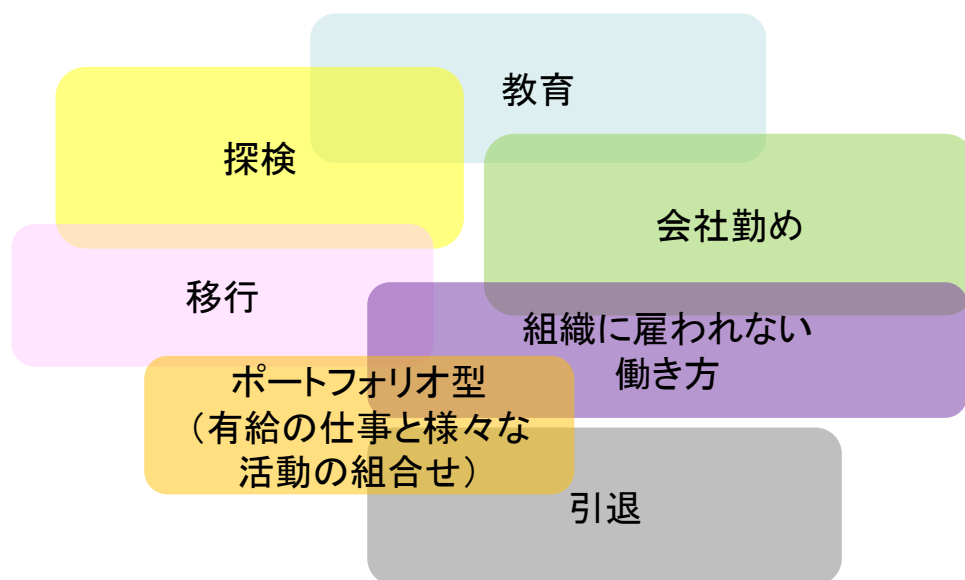 教育
探検
会社勤め
移行
組織に雇われない
働き方
ポートフォリオ型
（有給の仕事と様々な
活動の組合せ）
引退